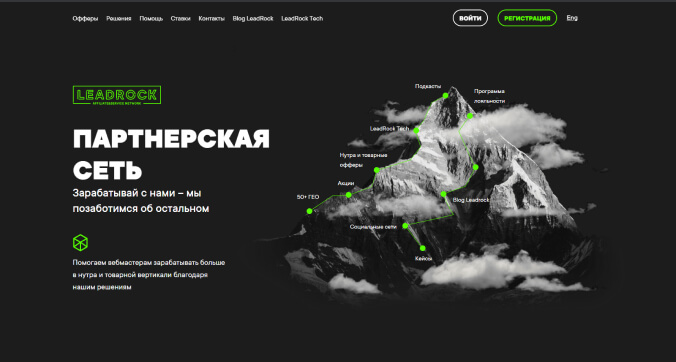 Офферы Решения Помощь Ставки Контакты Blog LeadRock LeadRock Tech
ВОЙТИ РЕГИСТРАЦИЯ Eng
LEADROCK
AFFILIATE&SERVICE NETWORK
ПАРТНЕРСКАЯ
СЕТЬ
Зарабатывай с нами – мы
позаботимся об остальном
Помогаем вебмастерам зарабатывать больше
в нутра и товарной вертикали благодаря
нашим решениям
Подкасты
Программа
лояльности
LeadRock Tech
Нутра и товарные
офферы
Акции
50+ ГЕО
Blog Leadrock
Социальные сети
Кейсы